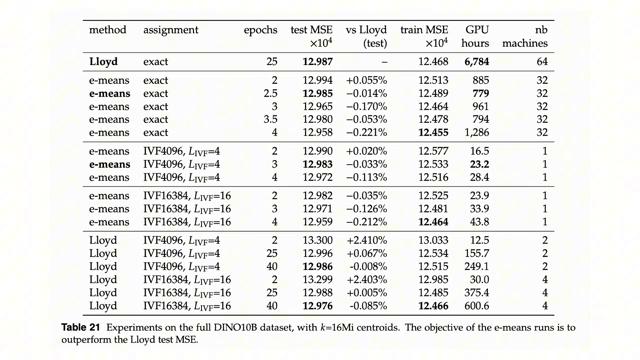 method assignment epochs test MSE ×10⁴ vs Lloyd (test) train MSE ×10⁴ GPU hours nb machines
Lloyd exact 25 12.987 – 12.468 6,784 64
e-means exact 2 12.994 +0.055% 12.513 885 32
e-means exact 2.5 12.985 −0.014% 12.489 779 32
e-means exact 3 12.965 −0.170% 12.464 961 32
e-means exact 3.5 12.980 −0.053% 12.478 794 32
e-means exact 4 12.958 −0.221% 12.455 1,286 32
e-means IVF4096, L_IVF=4 2 12.990 +0.020% 12.577 16.5 1
e-means IVF4096, L_IVF=4 3 12.983 −0.033% 12.533 23.2 1
e-means IVF4096, L_IVF=4 4 12.972 −0.113% 12.516 28.4 1
e-means IVF16384, L_IVF=16 2 12.982 −0.035% 12.525 23.9 1
e-means IVF16384, L_IVF=16 3 12.971 −0.126% 12.481 33.9 1
e-means IVF16384, L_IVF=16 4 12.959 −0.212% 12.464 43.8 1
Lloyd IVF4096, L_IVF=4 2 13.300 +2.410% 13.033 12.5 2
Lloyd IVF4096, L_IVF=4 25 12.996 +0.067% 12.534 155.7 2
Lloyd IVF4096, L_IVF=4 40 12.986 -0.008% 12.515 249.1 2
Lloyd IVF16384, L_IVF=16 2 13.299 +2.403% 12.985 30.0 4
Lloyd IVF16384, L_IVF=16 25 12.988 +0.005% 12.485 375.4 4
Lloyd IVF16384, L_IVF=16 40 12.976 -0.085% 12.466 600.6 4
Table 21 Experiments on the full DINO10B dataset, with k=16Mi centroids. The objective of the e-means runs is to
outperform the Lloyd test MSE.